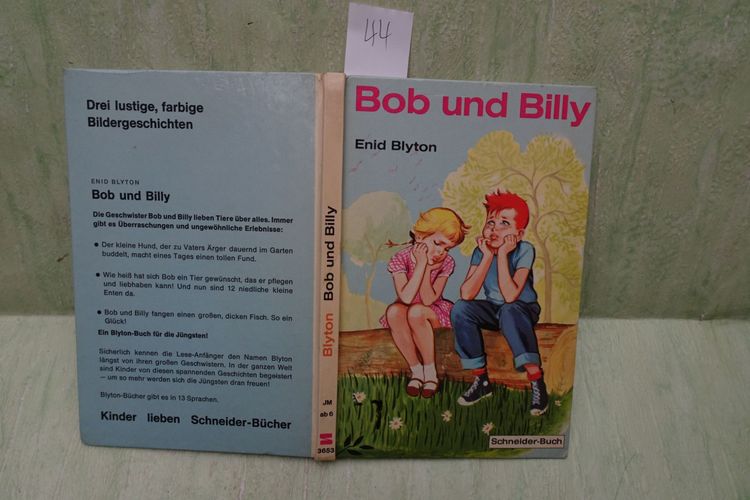 44
Drei lustige, farbige
Bildergeschichten
ENID BLYTON
Bob und Billy
Die Geschwister Bob und Billy lieben Tiere über alles. Immer
gibt es Überraschungen und ungewöhnliche Erlebnisse:
● Der kleine Hund, der zu Vaters Ärger dauernd im Garten
buddelt, macht eines Tages einen tollen Fund.
● Wie heiß hat sich Bob ein Tier gewünscht, das er pflegen
und liebhaben kann! Und nun sind 12 niedliche kleine
Enten da.
● Bob und Billy fangen einen großen, dicken Fisch. So ein
Glück!
Ein Blyton-Buch für die Jüngsten!
Sicherlich kennen die Lese-Anfänger den Namen Blyton
längst von ihren großen Geschwistern. In der ganzen Welt
sind Kinder von diesen spannenden Geschichten begeistert
— um so mehr werden sich die Jüngsten dran freuen!
Blyton-Bücher gibt es in 13 Sprachen.
Kinder lieben Schneider-Bücher
Blyton Bob und Billy
JM
ab 6
3653
Bob und Billy
Enid Blyton
Schneider-Buch